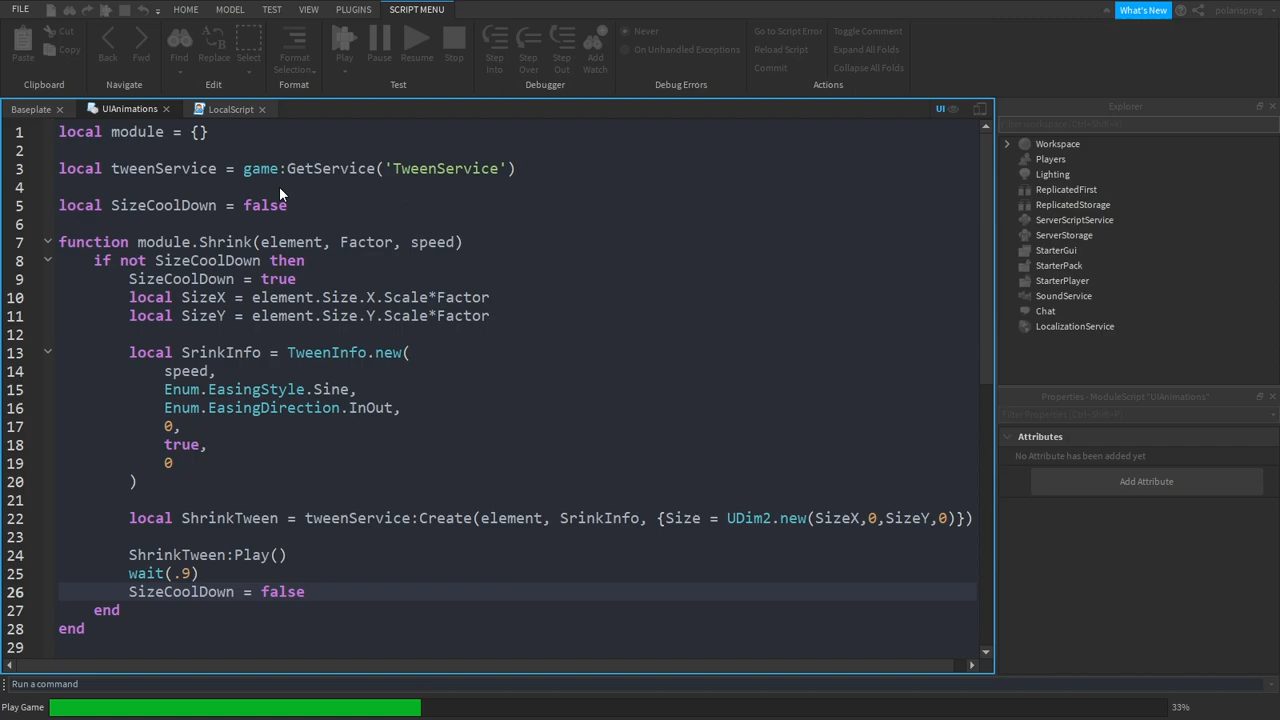 FILE HOME MODEL TEST VIEW PLUGINS SCRIPT MENU What's New polansprog
Cut
Copy
Paste Back Fwd Find Replace Select Format Selection Play Pause Resume Stop Step Into Step Over Step Out Add Watch
Never
On Unhandled Exceptions
Go to Script Error
Reload Script
Commit
Toggle Comment
Expand All Folds
Collapse All Folds
Clipboard Navigate Edit Format Test Debugger Debug Errors Actions
Baseplate UIAnimations LocalScript UI
1 local module = {}
2
3 local tweenService = game:GetService('TweenService')
4
5 local SizeCoolDown = false
6
7 function module.Shrink(element, Factor, speed)
8 if not SizeCoolDown then
9 SizeCoolDown = true
10 local SizeX = element.Size.X.Scale*Factor
11 local SizeY = element.Size.Y.Scale*Factor
12
13 local SrinkInfo = TweenInfo.new(
14 speed,
15 Enum.EasingStyle.Sine,
16 Enum.EasingDirection.InOut,
17 0,
18 true,
19 0
20 )
21
22 local ShrinkTween = tweenService:Create(element, SrinkInfo, {Size = UDim2.new(SizeX,0,SizeY,0)})
23
24 ShrinkTween:Play()
25 wait(.9)
26 SizeCoolDown = false
27 end
28 end
29
Explorer
Filter workspace (Ctrl+Shift+X)
Workspace
Players
Lighting
ReplicatedFirst
ReplicatedStorage
ServerScriptService
ServerStorage
StarterGui
StarterPack
StarterPlayer
SoundService
Chat
LocalizationService
Properties - ModuleScript "UIAnimations"
Filter Properties (Ctrl+Shift+P)
Attributes
No Attribute has been added yet
Add Attribute
Run a command
Play Game 33%